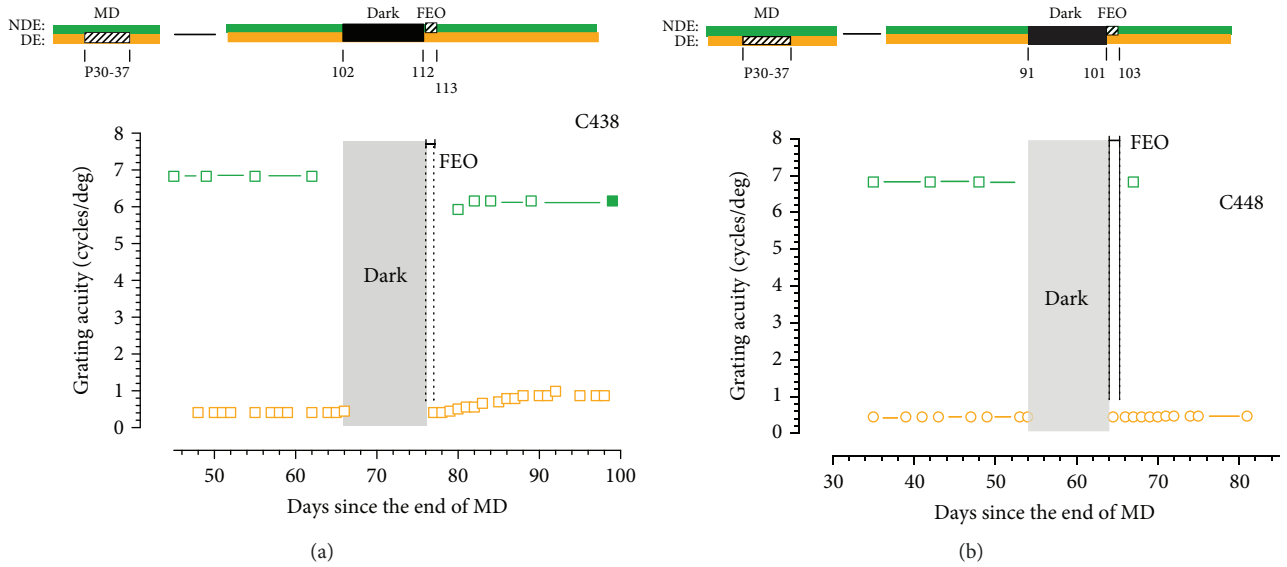 MD
Dark
FEO
NDE:
DE:
P30-37
102
112
113
C438
8
7
6
5
4
3
2
1
0
Grating acuity (cycles/deg)
FEO
Dark
50
60
70
80
90
100
Days since the end of MD
(a)
MD
Dark
FEO
NDE:
DE:
P30-37
91
101
103
8
7
6
5
4
3
2
1
0
Grating acuity (cycles/deg)
FEO
C448
Dark
30
40
50
60
70
80
Days since the end of MD
(b)